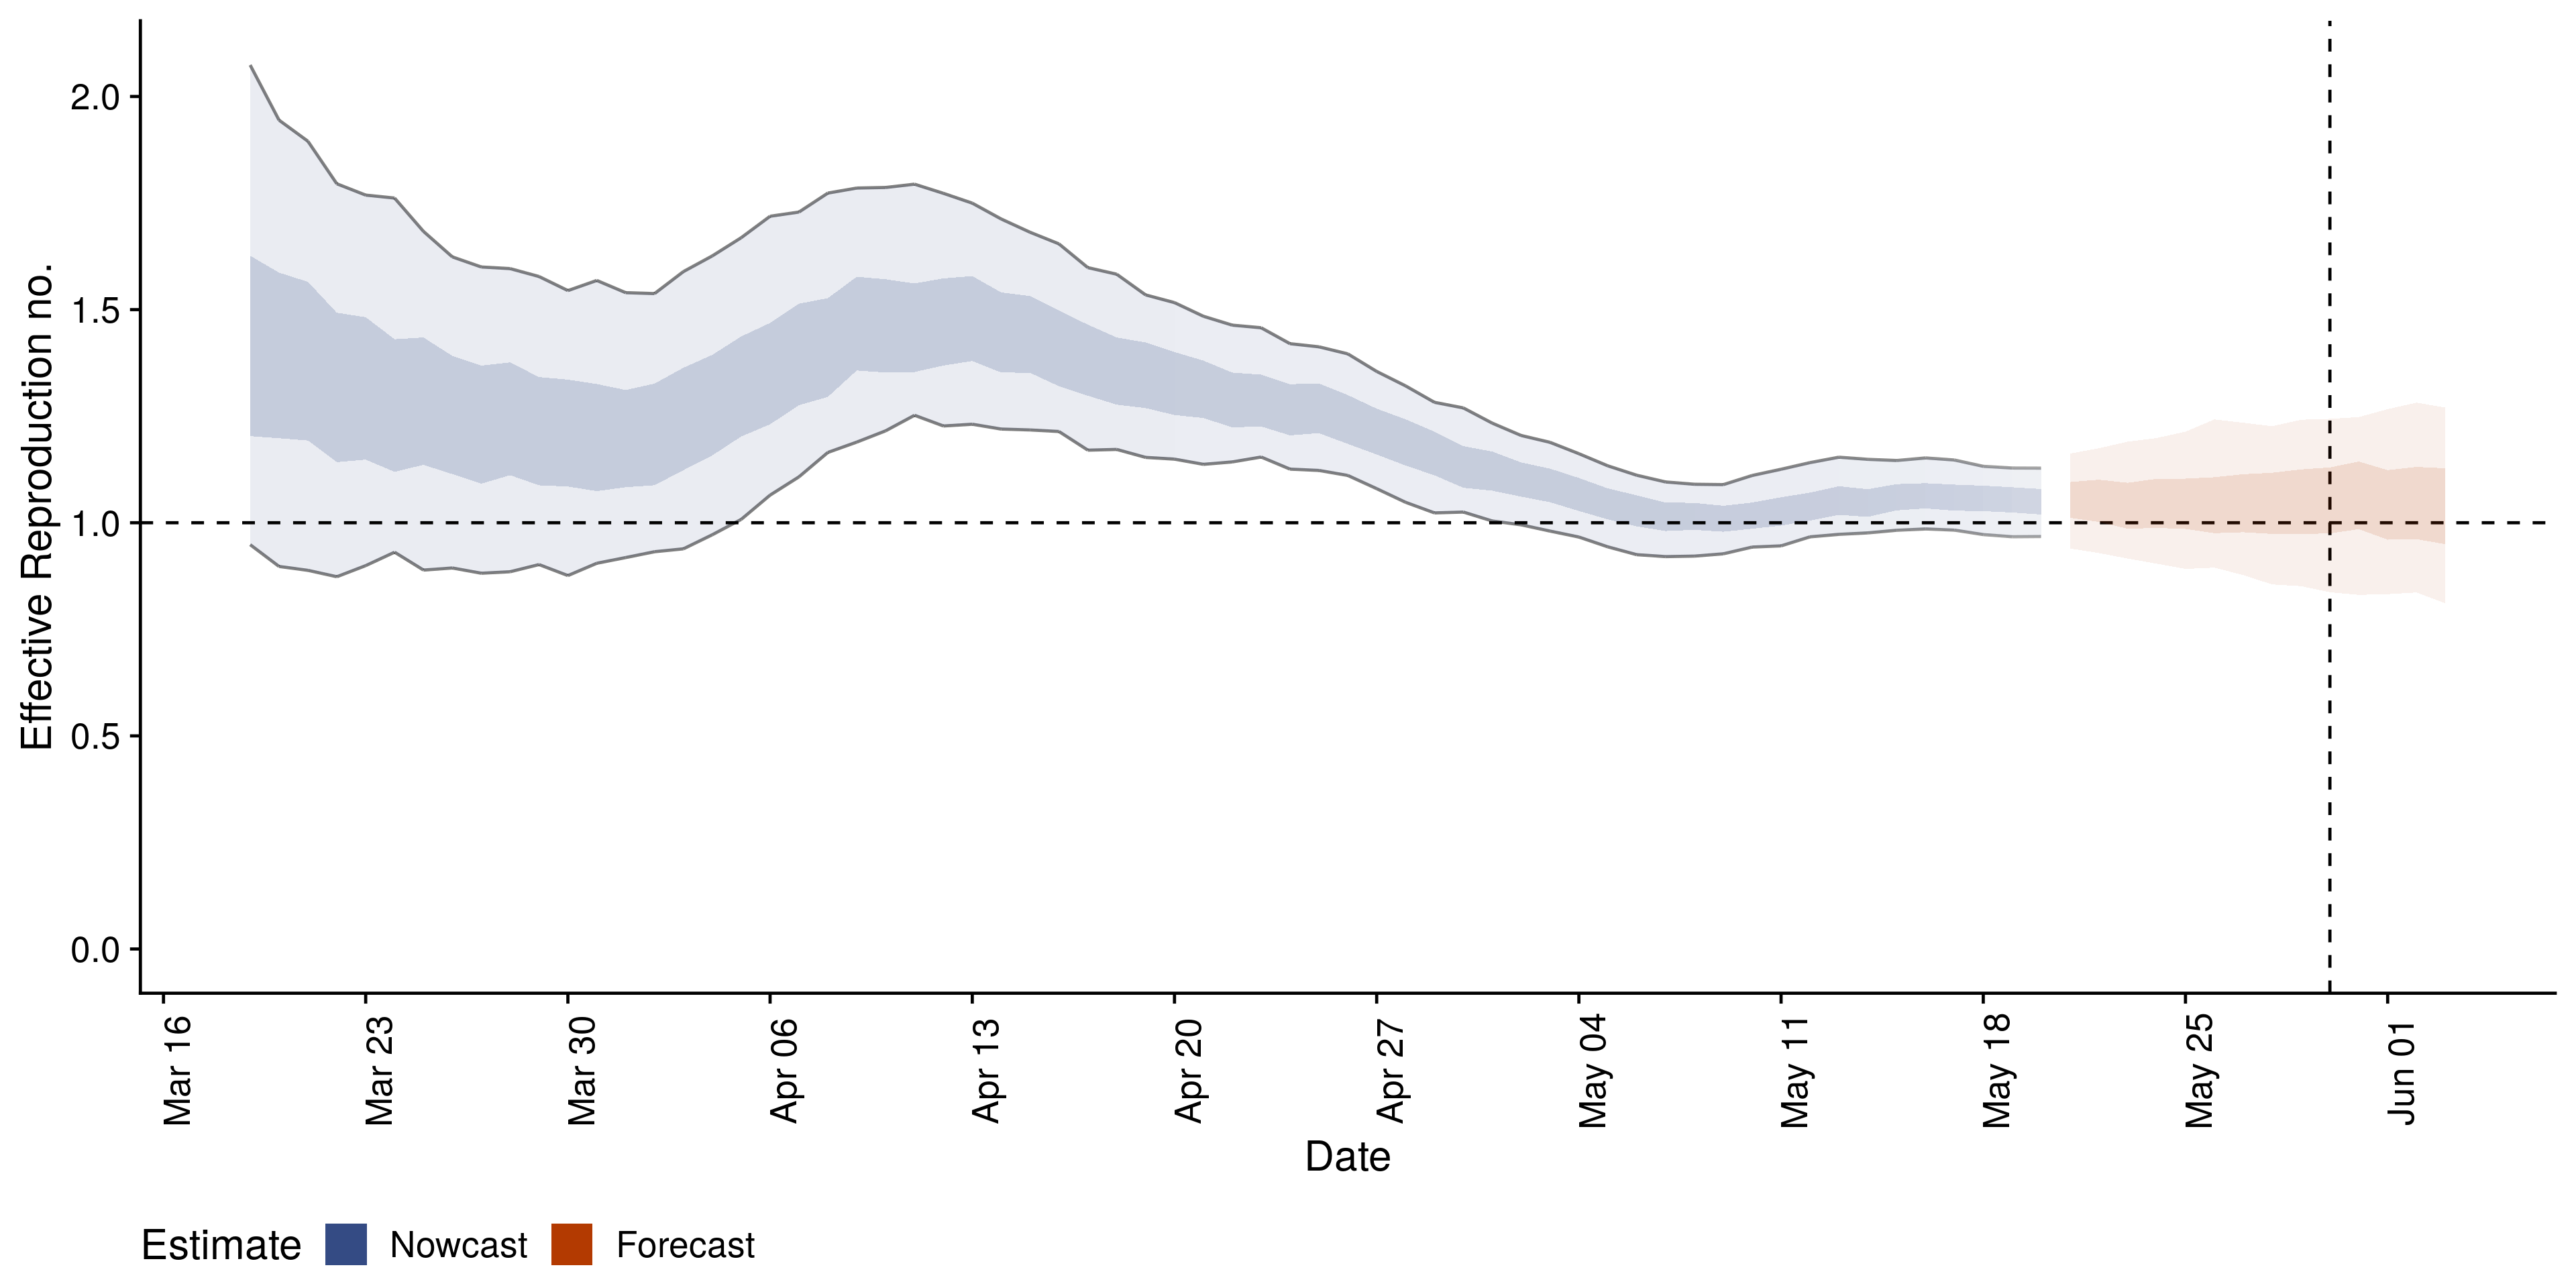 Effective Reproduction no.
2.0
1.5
1.0
0.5
0.0
Mar 16
Mar 23
Mar 30
Apr 06
Apr 13
Apr 20
Apr 27
May 04
May 11
May 18
May 25
Jun 01
Date
Estimate Nowcast Forecast